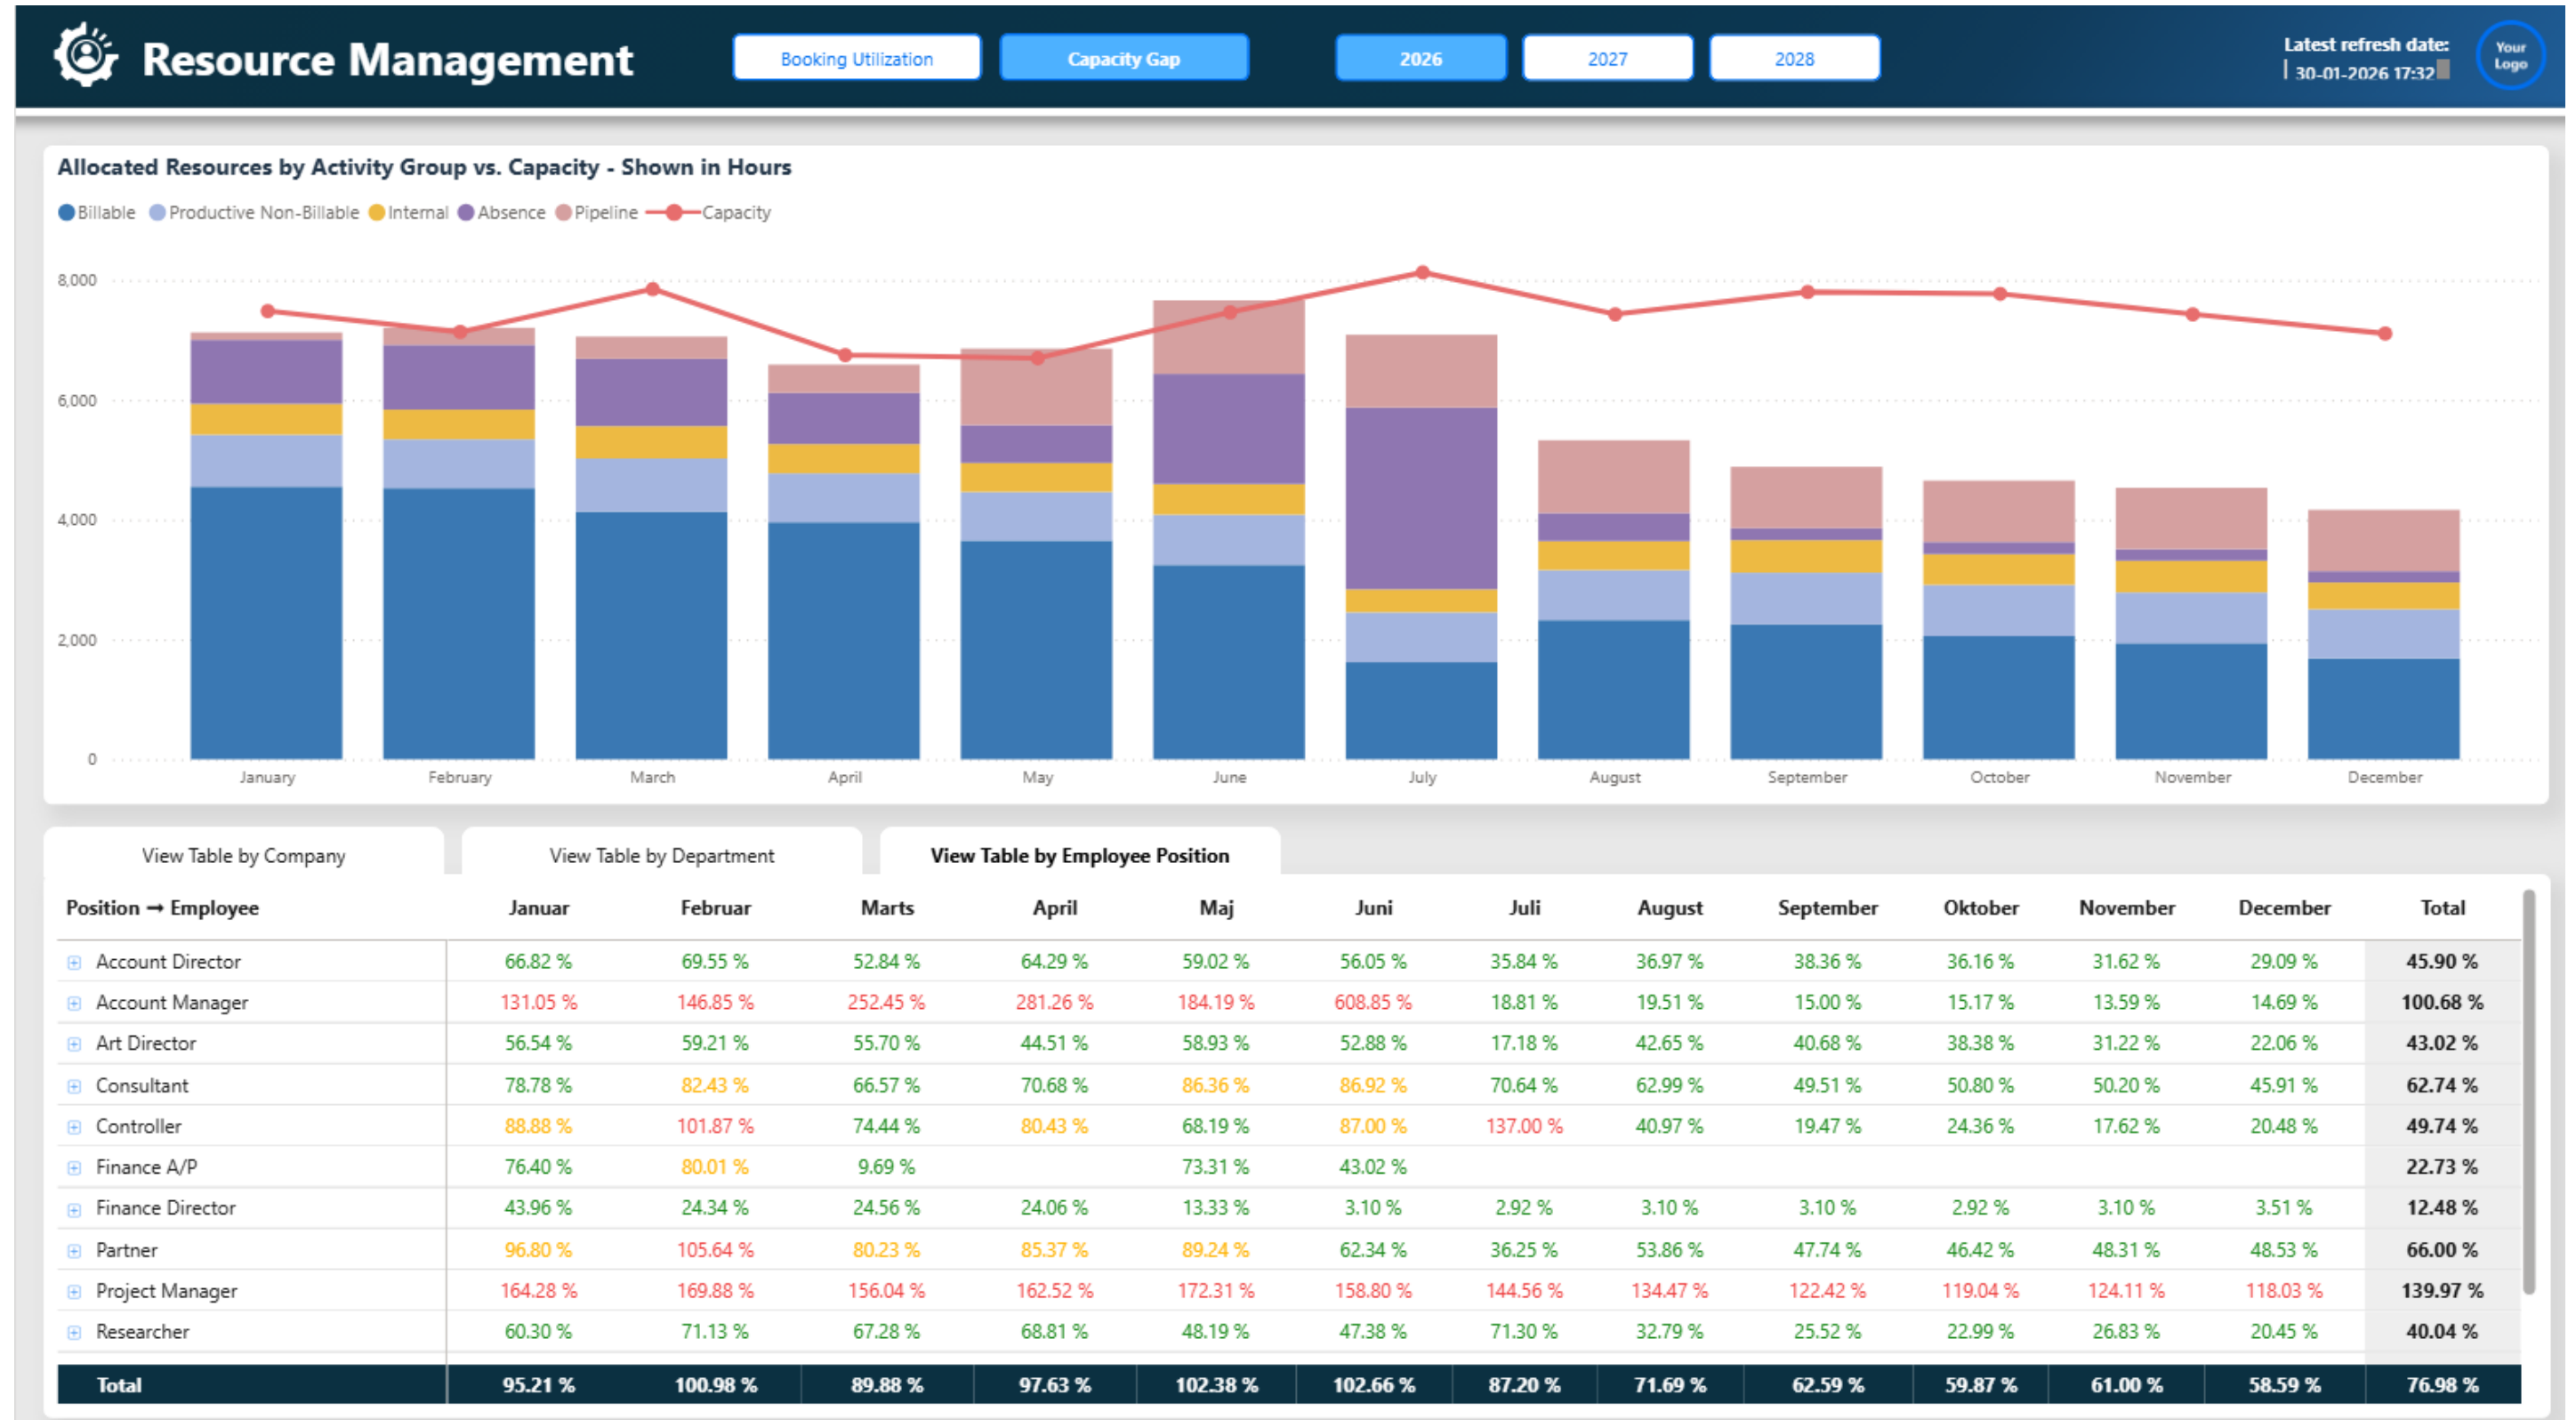 Resource Management
Booking Utilization
Capacity Gap
2026
2027
2028
Latest refresh date:
30-01-2026 17:32
Your
Logo
Allocated Resources by Activity Group vs. Capacity - Shown in Hours
Billable Productive Non-Billable Internal Absence Pipeline Capacity
8,000
6,000
4,000
2,000
0
January February March April May June July August September October November December
View Table by Company
View Table by Department
View Table by Employee Position
Position → Employee Januar Februar Marts April Maj Juni Juli August September Oktober November December Total
Account Director 66.82 % 69.55 % 52.84 % 64.29 % 59.02 % 56.05 % 35.84 % 36.97 % 38.36 % 36.16 % 31.62 % 29.09 % 45.90 %
Account Manager 131.05 % 146.85 % 252.45 % 281.26 % 184.19 % 608.85 % 18.81 % 19.51 % 15.00 % 15.17 % 13.59 % 14.69 % 100.68 %
Art Director 56.54 % 59.21 % 55.70 % 44.51 % 58.93 % 52.88 % 17.18 % 42.65 % 40.68 % 38.38 % 31.22 % 22.06 % 43.02 %
Consultant 78.78 % 82.43 % 66.57 % 70.68 % 86.36 % 86.92 % 70.64 % 62.99 % 49.51 % 50.80 % 50.20 % 45.91 % 62.74 %
Controller 88.88 % 101.87 % 74.44 % 80.43 % 68.19 % 87.00 % 137.00 % 40.97 % 19.47 % 24.36 % 17.62 % 20.48 % 49.74 %
Finance A/P 76.40 % 80.01 % 9.69 % 73.31 % 43.02 % 22.73 %
Finance Director 43.96 % 24.34 % 24.56 % 24.06 % 13.33 % 3.10 % 2.92 % 3.10 % 3.10 % 2.92 % 3.10 % 3.51 % 12.48 %
Partner 96.80 % 105.64 % 80.23 % 85.37 % 89.24 % 62.34 % 36.25 % 53.86 % 47.74 % 46.42 % 48.31 % 48.53 % 66.00 %
Project Manager 164.28 % 169.88 % 156.04 % 162.52 % 172.31 % 158.80 % 144.56 % 134.47 % 122.42 % 119.04 % 124.11 % 118.03 % 139.97 %
Researcher 60.30 % 71.13 % 67.28 % 68.81 % 48.19 % 47.38 % 71.30 % 32.79 % 25.52 % 22.99 % 26.83 % 20.45 % 40.04 %
Total 95.21 % 100.98 % 89.88 % 97.63 % 102.38 % 102.66 % 87.20 % 71.69 % 62.59 % 59.87 % 61.00 % 58.59 % 76.98 %